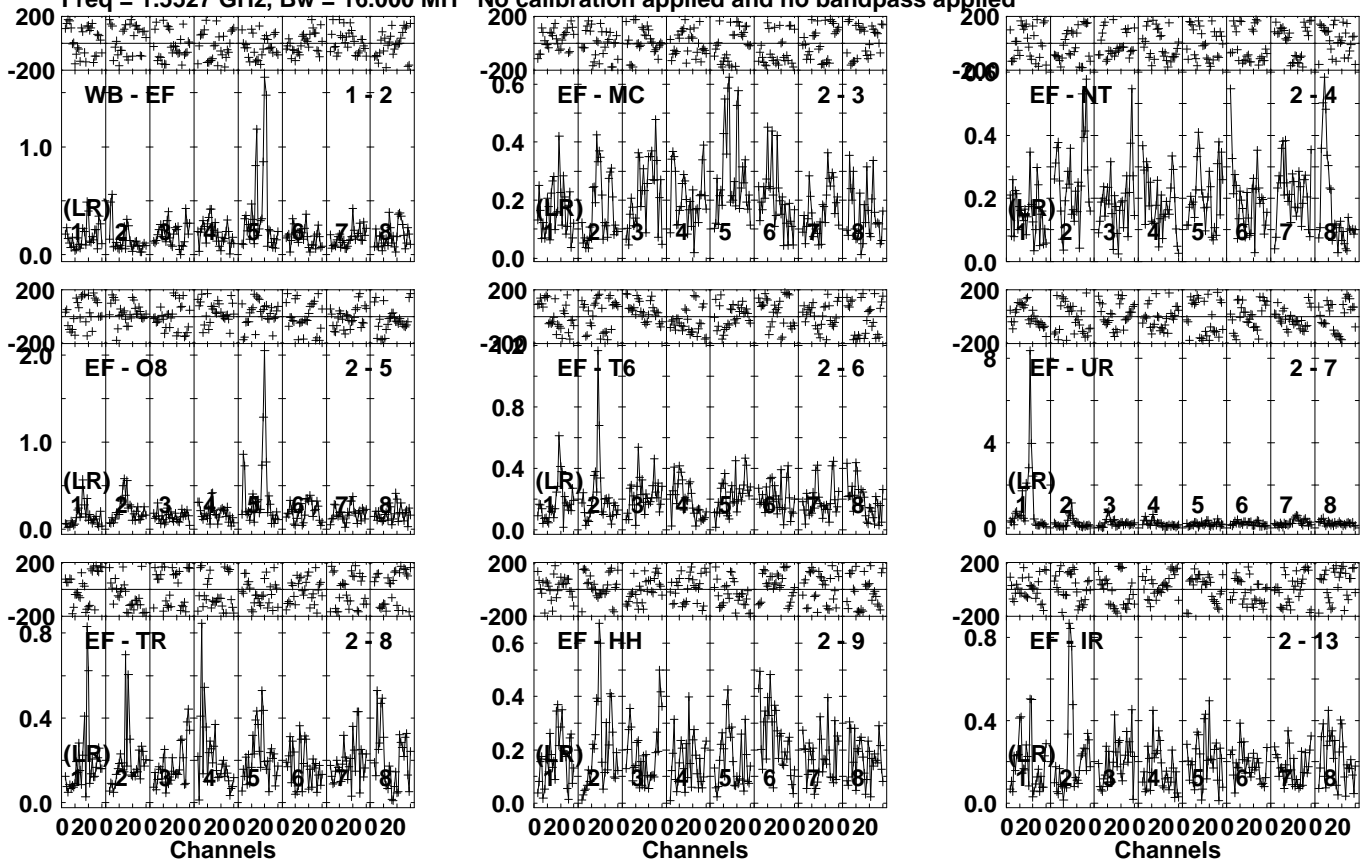 Freq = 1.5527 GHz, Bw = 16.000 MH No calibration applied and no bandpass applied
200
-200
WB - EF 1 - 2
1.0
0.0
(LR)
1 2 3 4 5 6 7 8
200
-200
EF - MC 2 - 3
0.6
0.4
0.2
0.0
(LR)
1 2 3 4 5 6 7 8
200
-200
0.6
EF - NT 2 - 4
0.4
0.2
0.0
(LR)
1 2 3 4 5 6 7 8
200
-200
2.0
EF - O8 2 - 5
1.0
0.0
(LR)
1 2 3 4 5 6 7 8
200
-200
1.2
EF - T6 2 - 6
0.8
0.4
0.0
(LR)
1 2 3 4 5 6 7 8
200
-200
8
EF - UR 2 - 7
4
0
(LR)
1 2 3 4 5 6 7 8
200
-200
0.8
EF - TR 2 - 8
0.4
0.0
(LR)
1 2 3 4 5 6 7 8
0 20 0 20 0 20 0 20 0 20 0 20 0 20 0 20
Channels
200
-200
0.6
EF - HH 2 - 9
0.4
0.2
0.0
(LR)
1 2 3 4 5 6 7 8
0 20 0 20 0 20 0 20 0 20 0 20 0 20 0 20
Channels
200
-200
0.8
EF - IR 2 - 13
0.4
0.0
(LR)
1 2 3 4 5 6 7 8
0 20 0 20 0 20 0 20 0 20 0 20 0 20 0 20
Channels